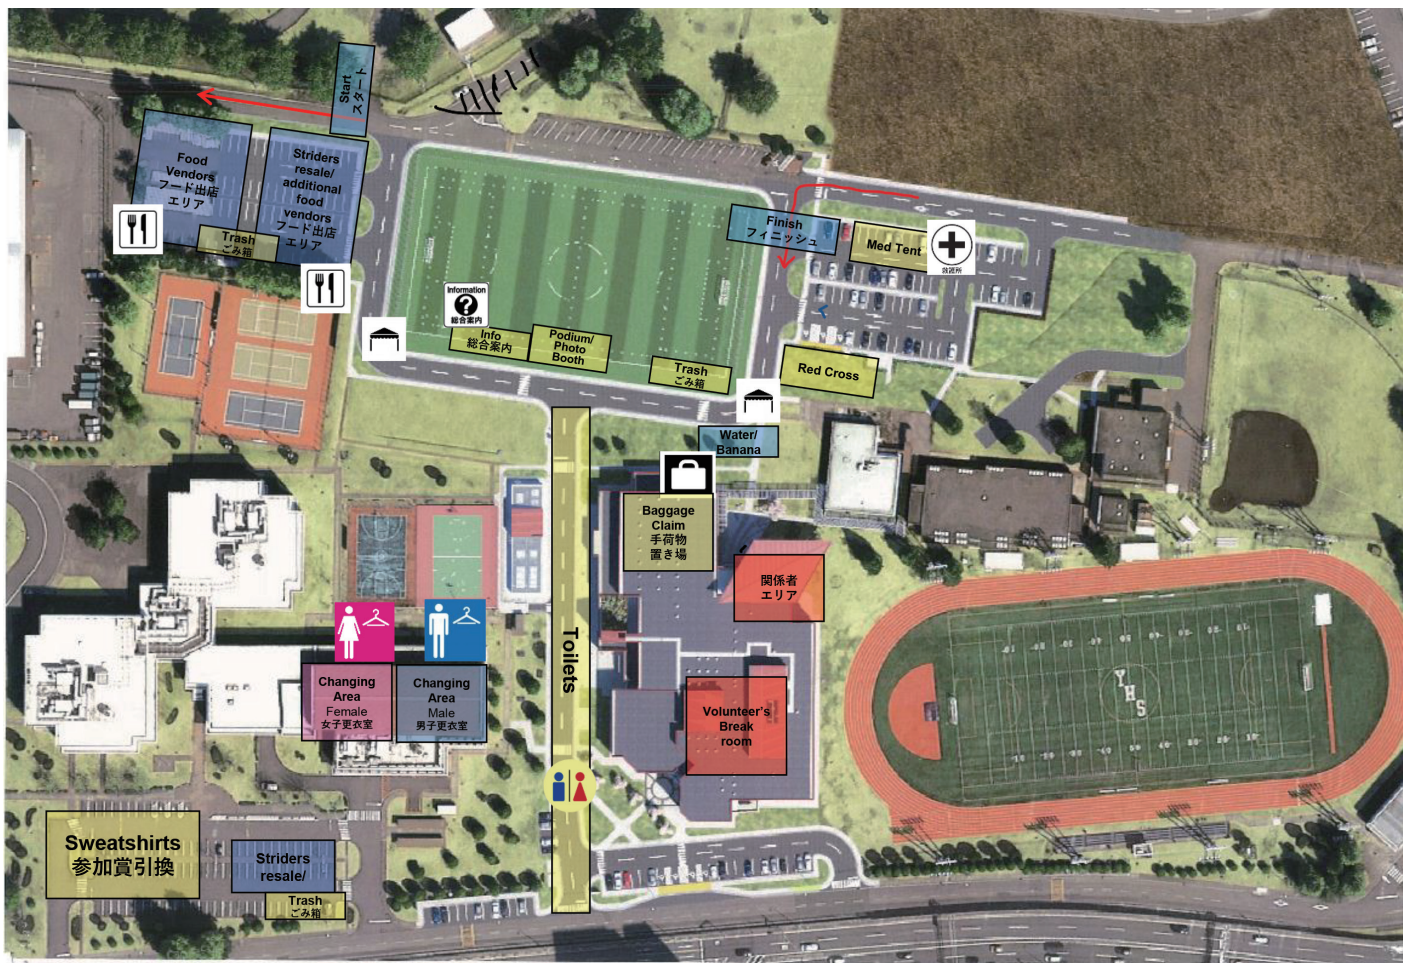 Start
スタート
Food
Vendors
フード出店
エリア
Striders
resale/
additional
food
vendors
フード出店
エリア
Trash
ごみ箱
Finish
フィニッシュ
Med Tent
救護所
Information
?
総合案内
Info
総合案内
Podium/
Photo
Booth
Trash
ごみ箱
Red Cross
Water/
Banana
Baggage
Claim
手荷物
置き場
関係者
エリア
Toilets
Changing
Area
Female
女子更衣室
Changing
Area
Male
男子更衣室
Volunteer's
Break
room
YHS
Sweatshirts
参加賞引換
Striders
resale/
Trash
ごみ箱